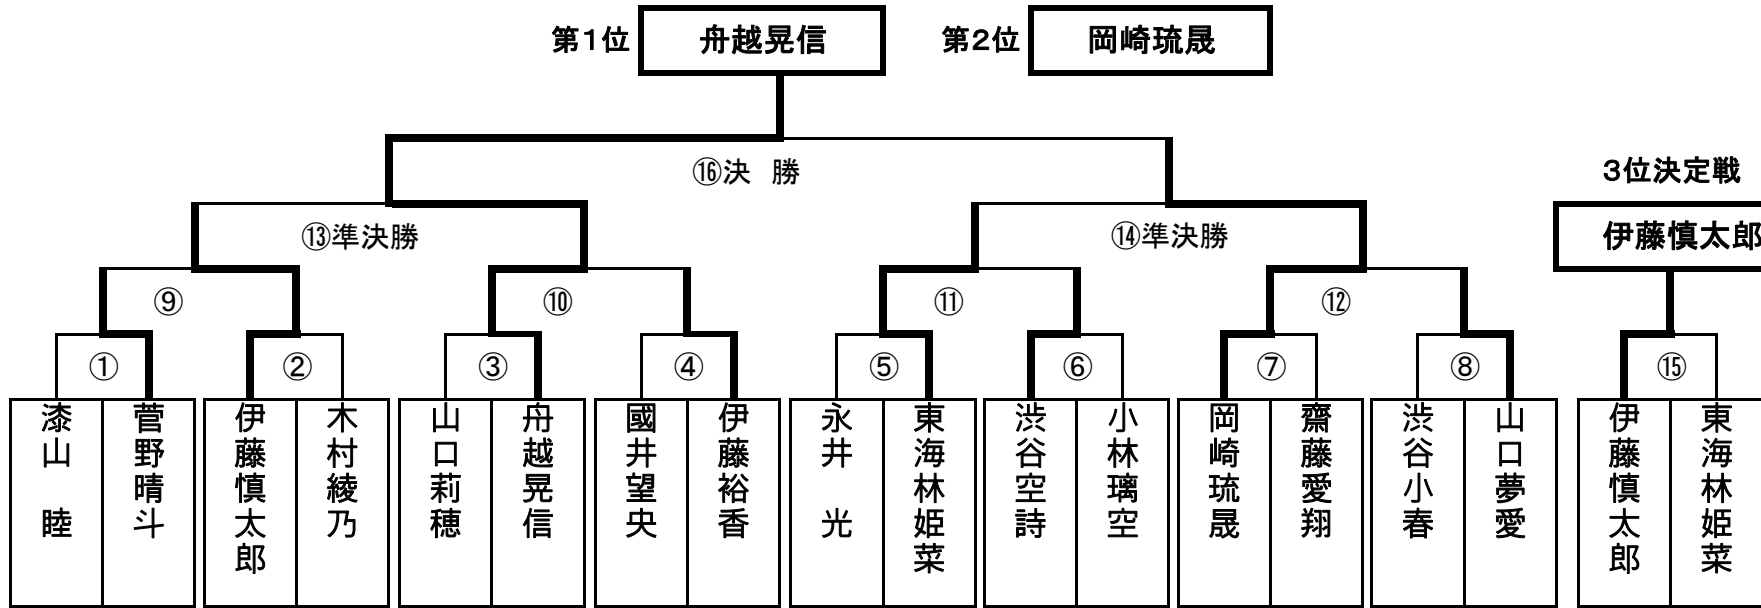 第1位
舟越晃信
第2位
岡崎琉晟
⑯決　勝
3位決定戦
⑬準決勝
⑭準決勝
伊藤慎太郎
⑨
⑩
⑪
⑫
①
②
③
④
⑤
⑥
⑦
⑧
⑮
漆山　睦
菅野晴斗
伊藤慎太郎
木村綾乃
山口莉穂
舟越晃信
國井望央
伊藤裕香
永井　光
東海林姫菜
渋谷空詩
小林璃空
岡崎琉晟
齋藤愛翔
渋谷小春
山口夢愛
伊藤慎太郎
東海林姫菜